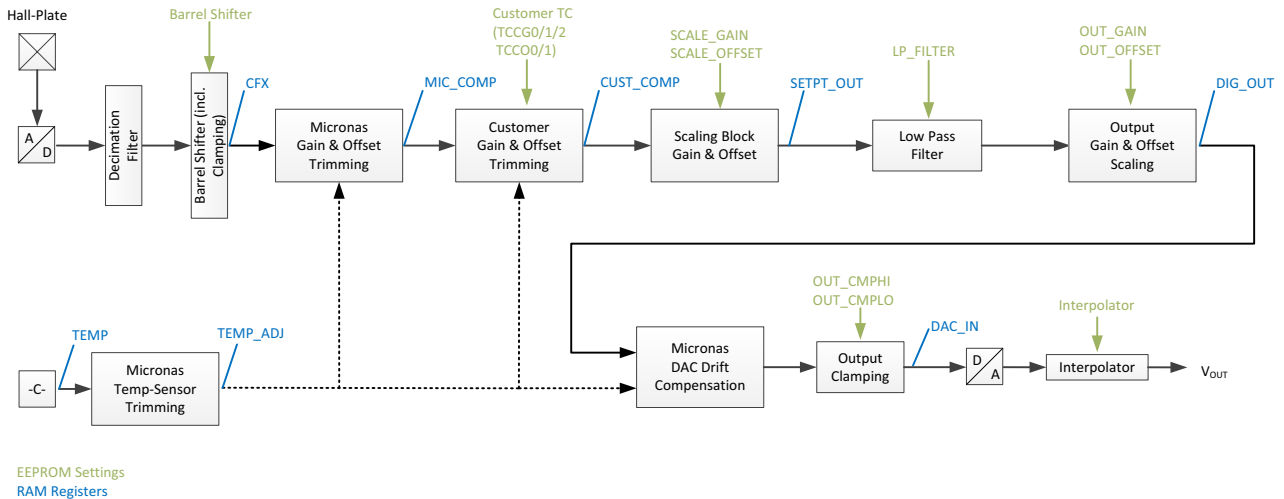 Hall-Plate
Barrel Shifter
Customer TC
(TCCG0/1/2
TCCO0/1)
SCALE_GAIN
SCALE_OFFSET
LP_FILTER
OUT_GAIN
OUT_OFFSET
CFX
MIC_COMP
CUST_COMP
SETPT_OUT
DIG_OUT
A
D
Decimation
Filter
Barrel Shifter (incl.
Clamping)
Micronas
Gain & Offset
Trimming
Customer
Gain & Offset
Trimming
Scaling Block
Gain & Offset
Low Pass
Filter
Output
Gain & Offset
Scaling
OUT_CMPHI
OUT_CMPLO
Interpolator
TEMP
TEMP_ADJ
DAC_IN
-C-
Micronas
Temp-Sensor
Trimming
Micronas
DAC Drift
Compensation
Output
Clamping
D
A
Interpolator
VOUT
EEPROM Settings
RAM Registers